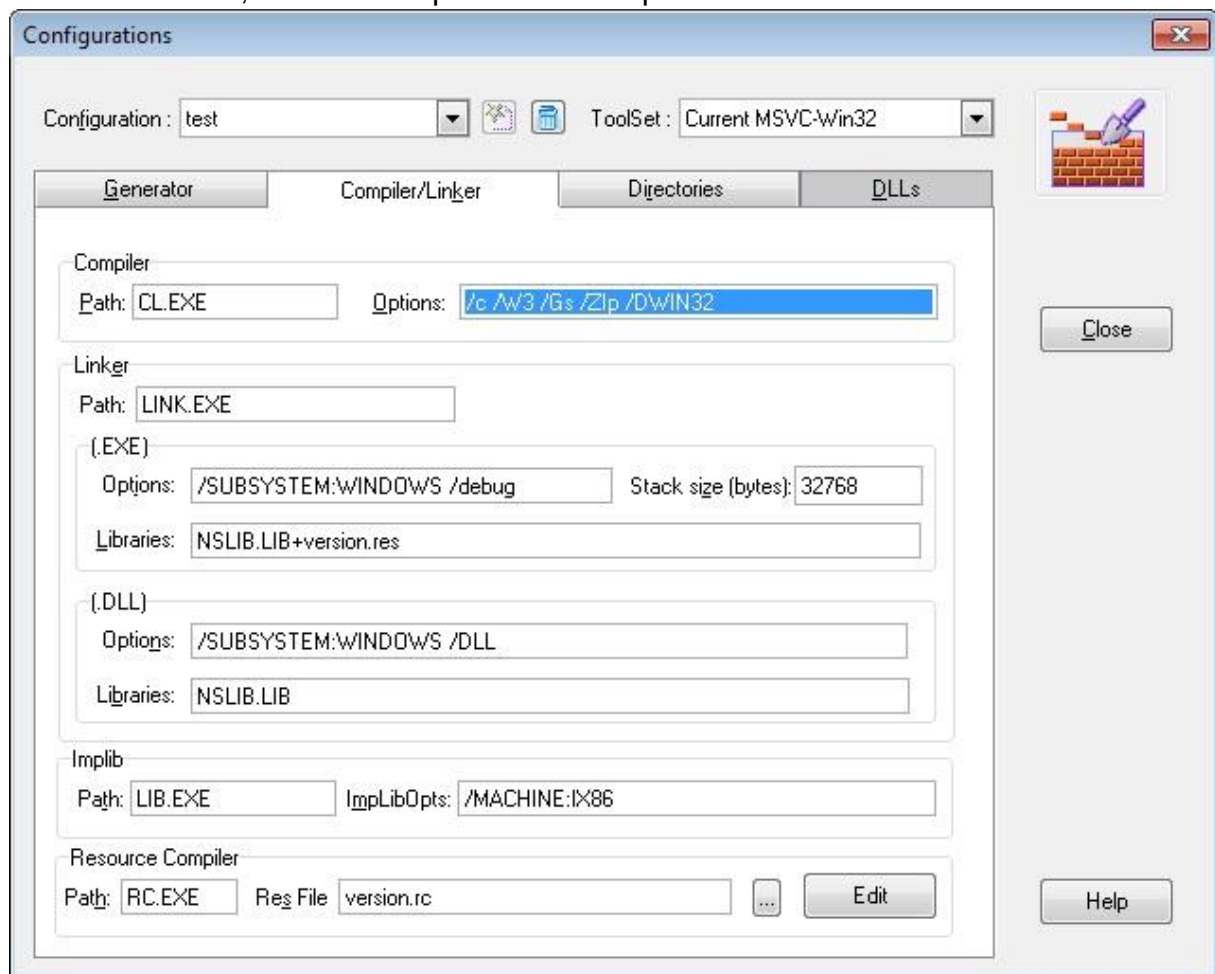 Configurations
Configuration : test ToolSet : Current MSVC-Win32
Generator Compiler/Linker Directories DLLs
Compiler
Path: CL.EXE Options: /c /W3 /Gs /ZIp /DWIN32
Close
Linker
Path: LINK.EXE
(.EXE)
Options: /SUBSYSTEM:WINDOWS /debug Stack size (bytes): 32768
Libraries: NSLIB.LIB+version.res
(.DLL)
Options: /SUBSYSTEM:WINDOWS /DLL
Libraries: NSLIB.LIB
Implib
Path: LIB.EXE ImpLibOpts: /MACHINE:IX86
Resource Compiler
Path: RC.EXE Res File version.rc ... Edit
Help